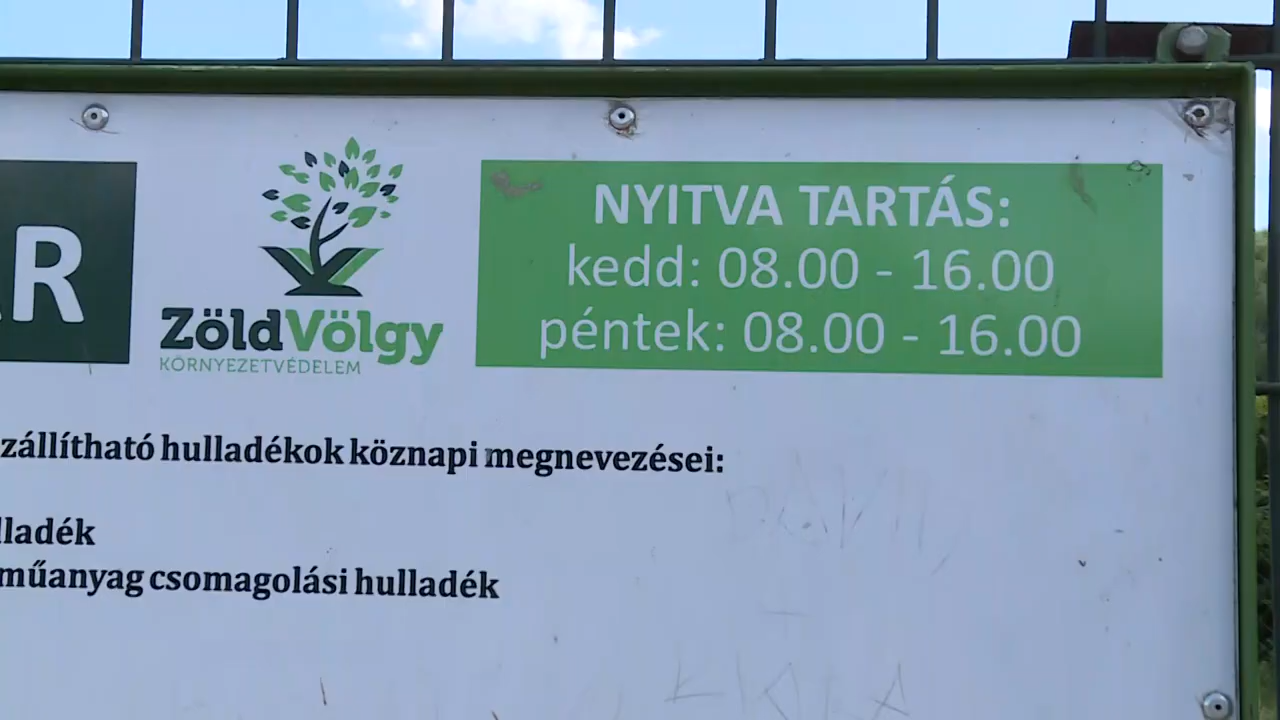 NYITVA TARTÁS:
kedd: 08.00 - 16.00
péntek: 08.00 - 16.00
ZöldVölgy
KÖRNYEZETVÉDELEM
zállítható hulladékok köznapi megnevezései:
lladék
műanyag csomagolási hulladék